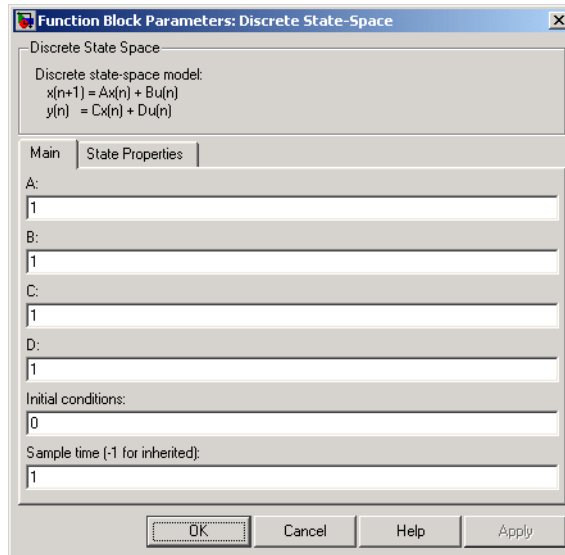 Function Block Parameters: Discrete State-Space
Discrete State Space
Discrete state-space model:
x(n+1) = Ax(n) + Bu(n)
y(n) = Cx(n) + Du(n)
Main State Properties
A:
1
B:
1
C:
1
D:
1
Initial conditions:
0
Sample time (-1 for inherited):
1
OK Cancel Help Apply